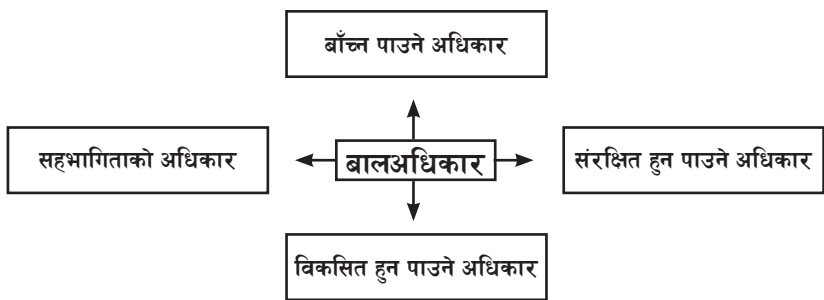 बाँच्न पाउने अधिकार
सहभागिताको अधिकार
बालअधिकार
संरक्षित हुन पाउने अधिकार
विकसित हुन पाउने अधिकार